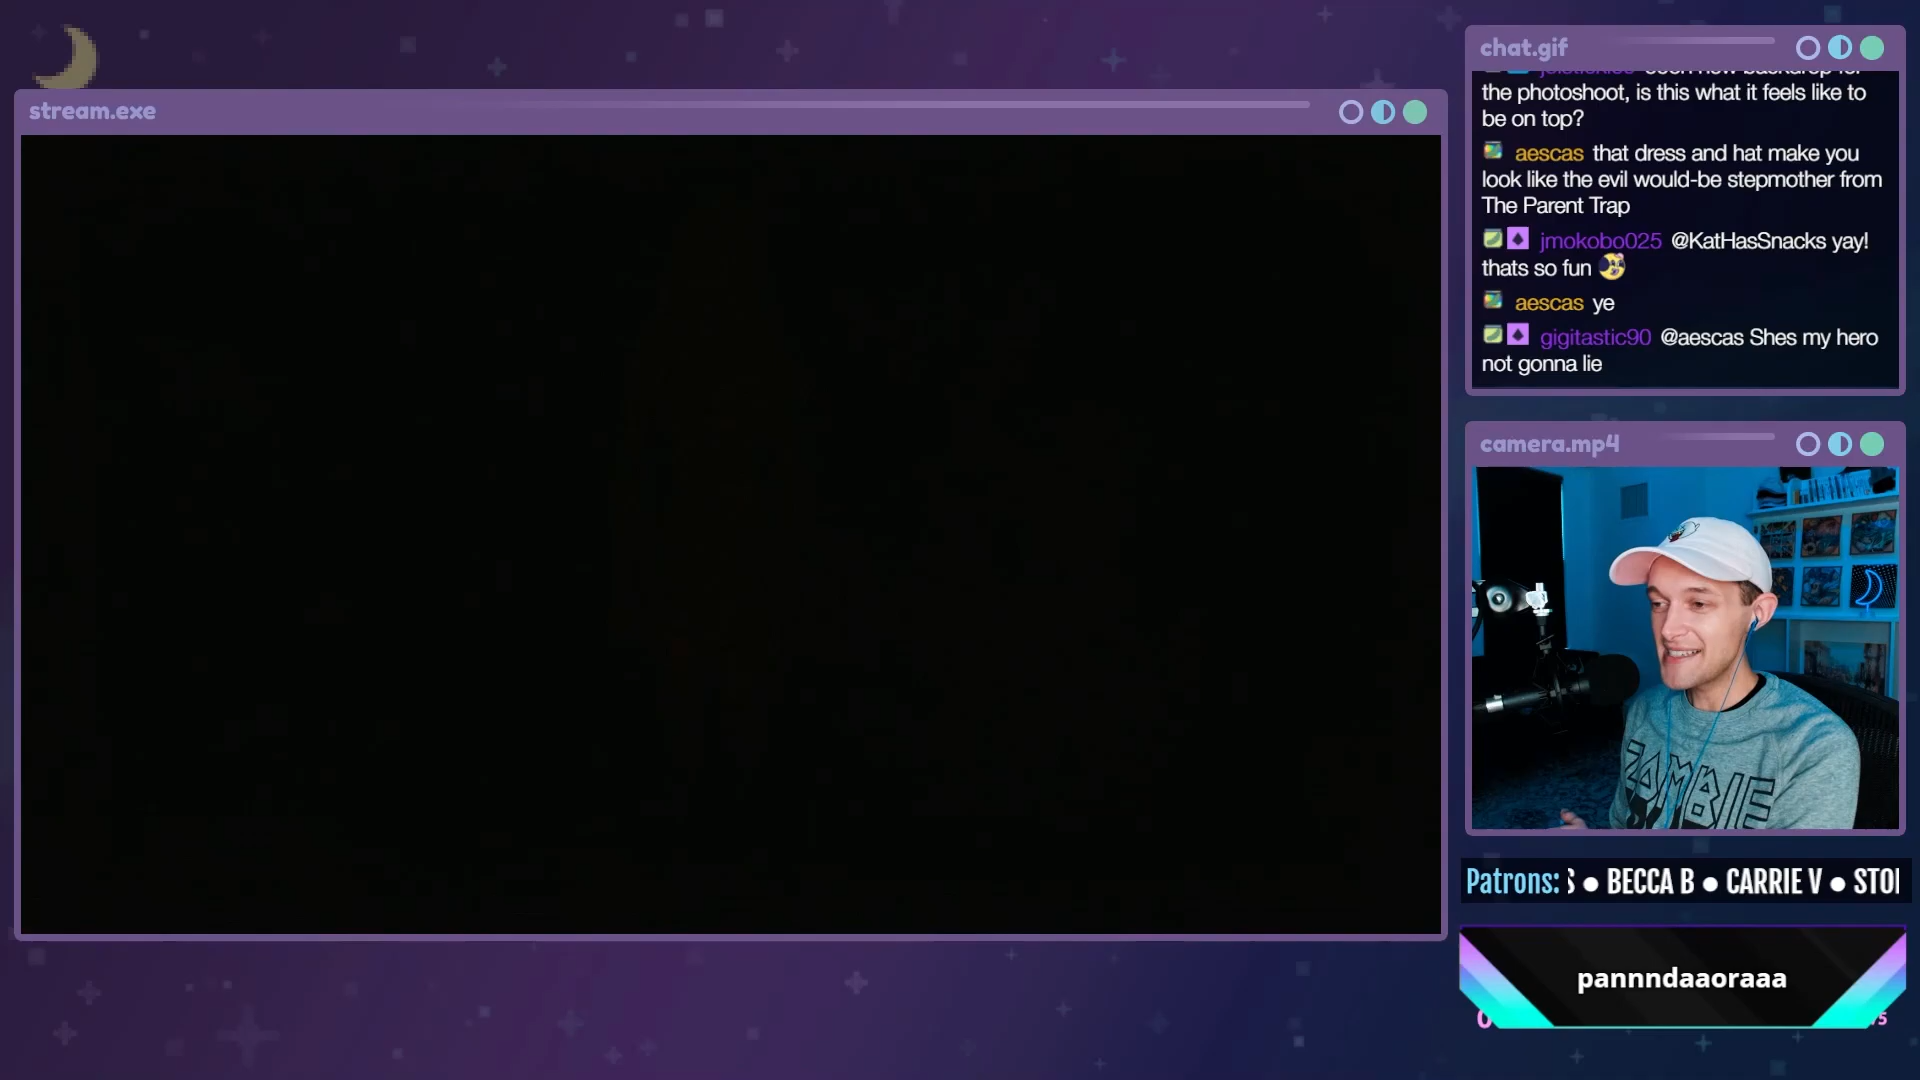 chat.gif
stream.exe
the photoshoot, is this what it feels like to
be on top?
aescas that dress and hat make you
look like the evil would-be stepmother from
The Parent Trap
jmokobo025 @KatHasSnacks yay!
thats so fun
aescas ye
gigitastic90 @aescas Shes my hero
not gonna lie
camera.mp4
ZOMBIE
Patrons: S ● BECCA B ● CARRIE V ●
pannndaaoraaa